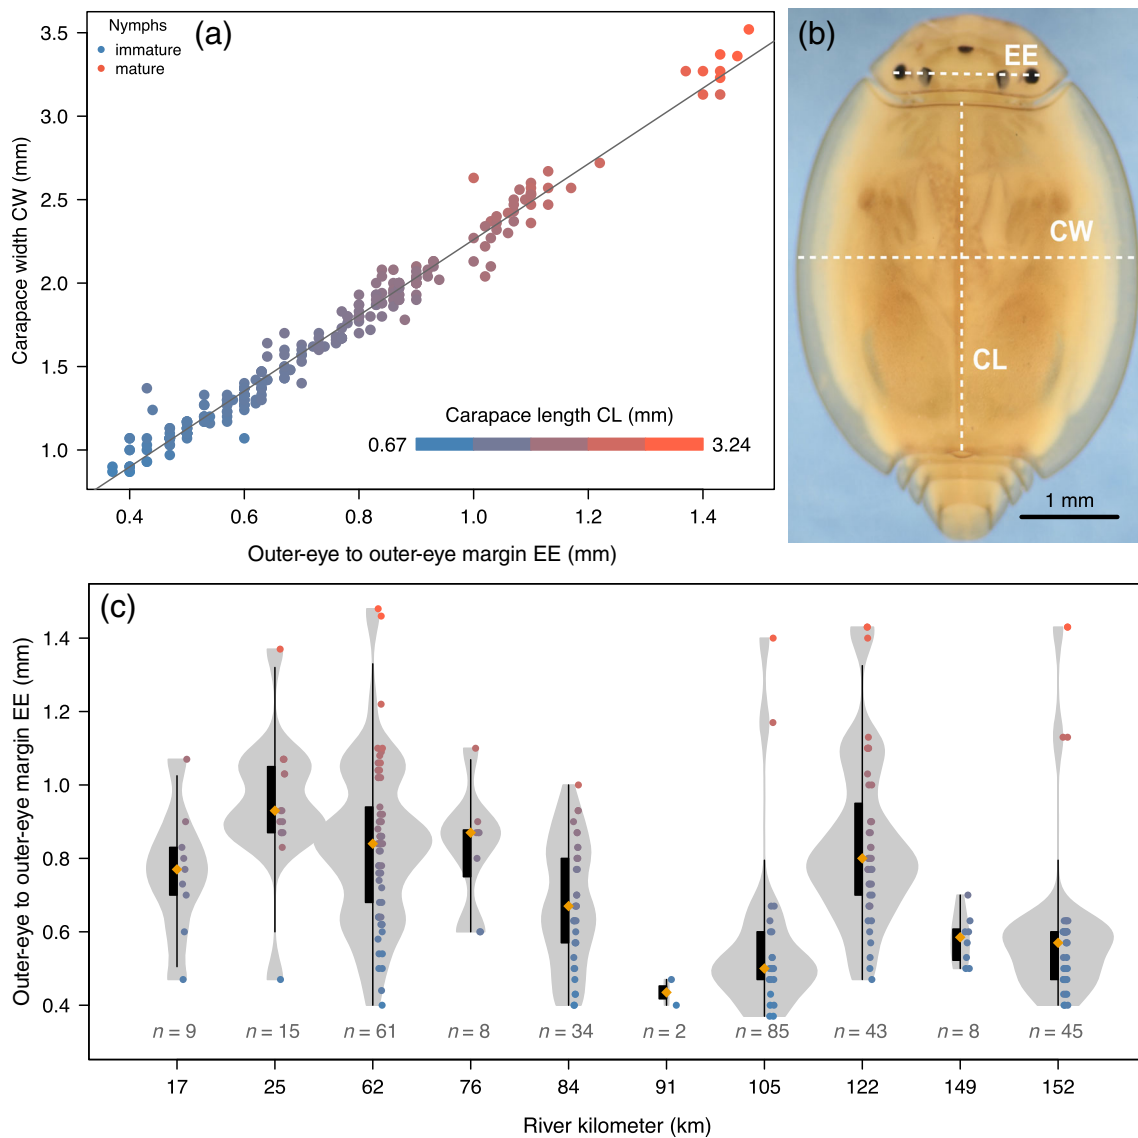 (a)
Nymphs
immature
mature
3.5
3.0
2.5
2.0
1.5
1.0
Carapace width CW (mm)
Carapace length CL (mm)
0.67
3.24
0.4
0.6
0.8
1.0
1.2
1.4
Outer-eye to outer-eye margin EE (mm)
(b)
EE
CW
CL
1 mm
(c)
1.4
1.2
1.0
0.8
0.6
0.4
Outer-eye to outer-eye margin EE (mm)
n = 9
n = 15
n = 61
n = 8
n = 34
n = 2
n = 85
n = 43
n = 8
n = 45
17
25
62
76
84
91
105
122
149
152
River kilometer (km)